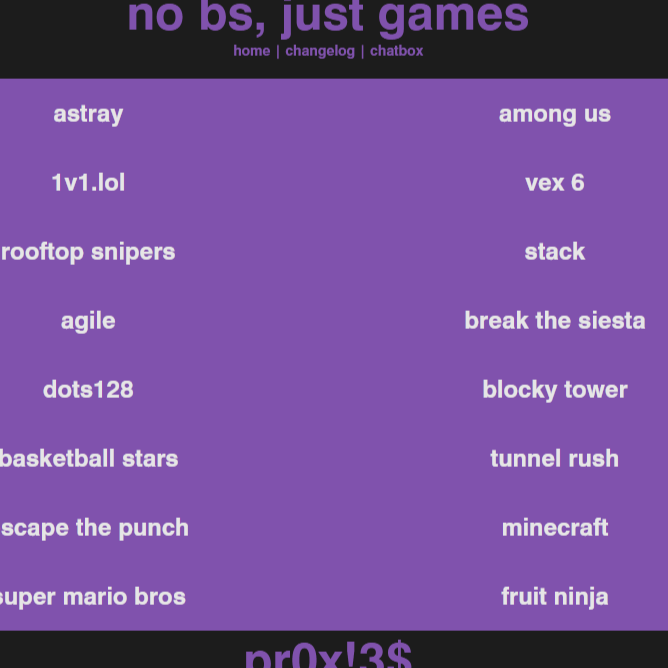 no bs, just games
home | changelog | chatbox
astray
among us
1v1.lol
vex 6
rooftop snipers
stack
agile
break the siesta
dots128
blocky tower
basketball stars
tunnel rush
scape the punch
minecraft
super mario bros
fruit ninja
pr0x!3$